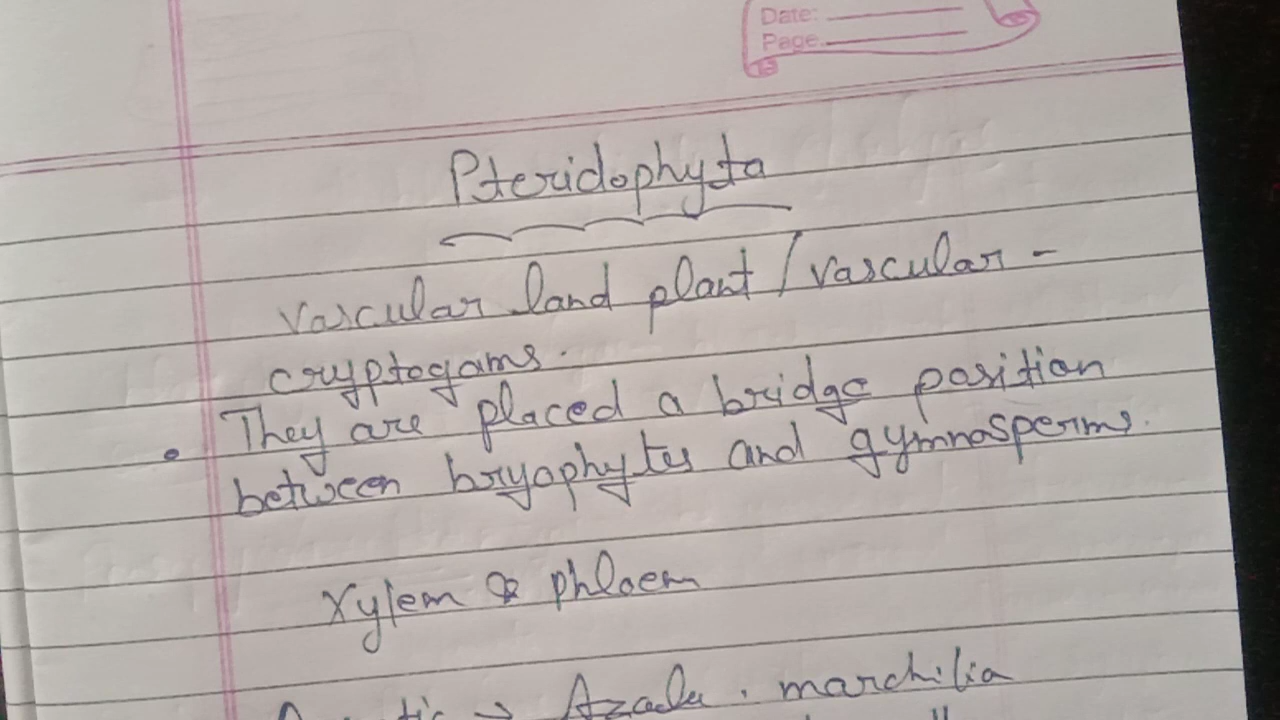 Date:
Page
Pteridophyta
Vascular land plant / vascular -
cryptogams.
• They are placed a bridge position
between bryophytes and gymnosperms.
Xylem & phloem
→ Azada . marchilia